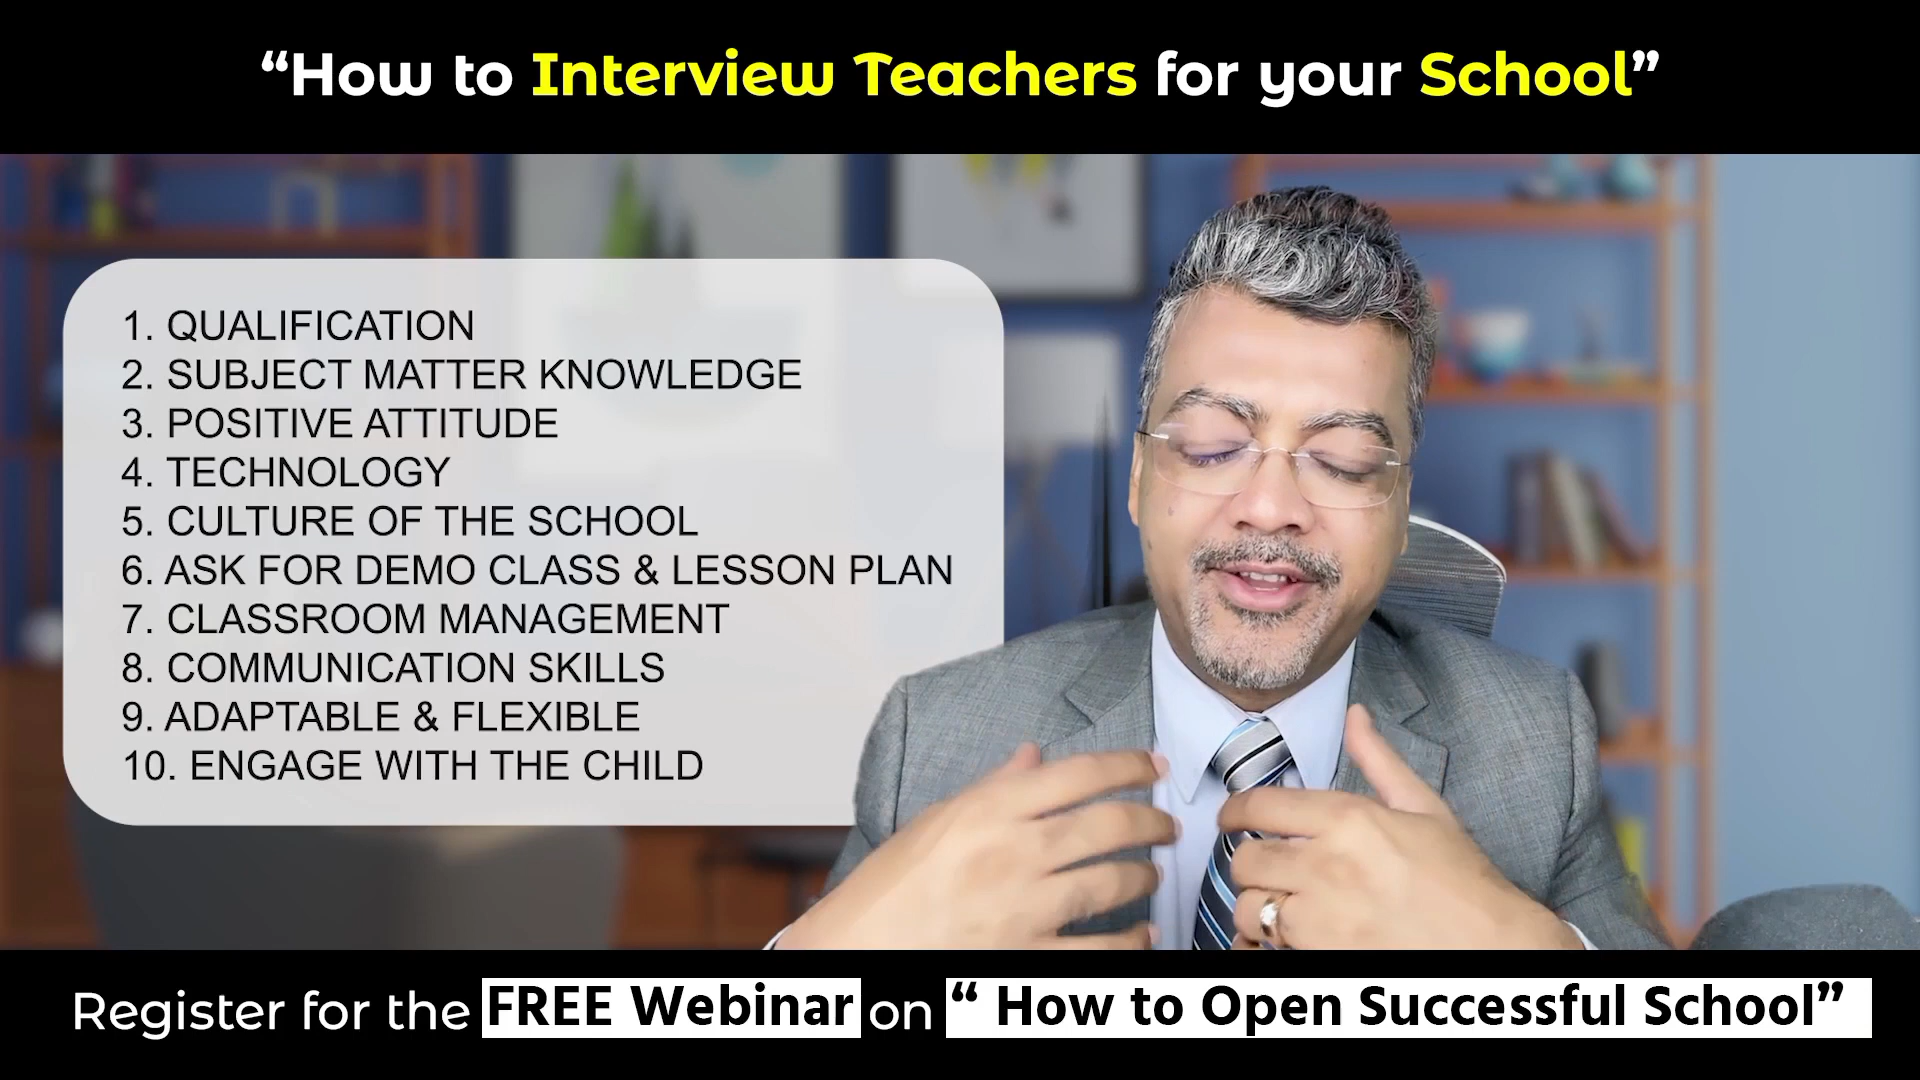 “How to Interview Teachers for your School”
1. QUALIFICATION
2. SUBJECT MATTER KNOWLEDGE
3. POSITIVE ATTITUDE
4. TECHNOLOGY
5. CULTURE OF THE SCHOOL
6. ASK FOR DEMO CLASS & LESSON PLAN
7. CLASSROOM MANAGEMENT
8. COMMUNICATION SKILLS
9. ADAPTABLE & FLEXIBLE
10. ENGAGE WITH THE CHILD
Register for the FREE Webinar on “ How to Open Successful School”